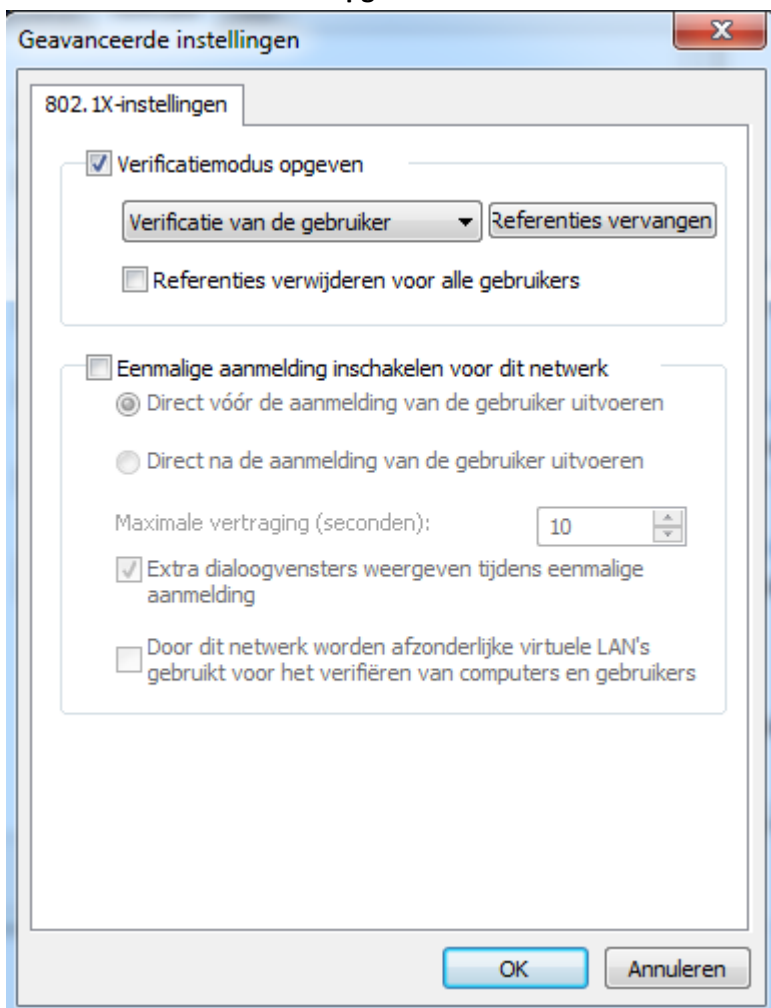 Geavanceerde instellingen
802.1X-instellingen
Verificatiemodus opgeven
Verificatie van de gebruiker
Referenties vervangen
Referenties verwijderen voor alle gebruikers
Eenmalige aanmelding inschakelen voor dit netwerk
Direct vóór de aanmelding van de gebruiker uitvoeren
Direct na de aanmelding van de gebruiker uitvoeren
Maximale vertraging (seconden):
10
Extra dialoogvensters weergeven tijdens eenmalige
aanmelding
Door dit netwerk worden afzonderlijke virtuele LAN's
gebruikt voor het verifiëren van computers en gebruikers
OK
Annuleren